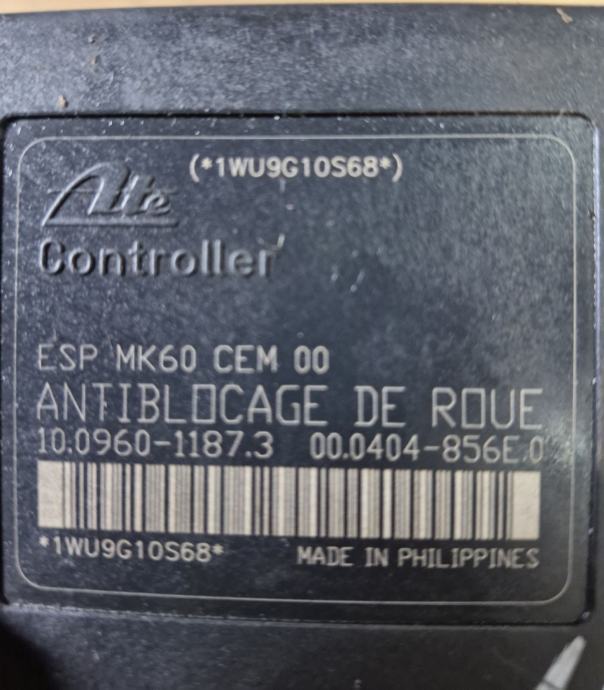 (*1WU9G10S68*)
Ate
Controller
ESP MK60 CEM 00
ANTIBLOCAGE DE ROUE
10.0960-1187.3 00.0404-856E.0
*1WU9G10S68* MADE IN PHILIPPINES